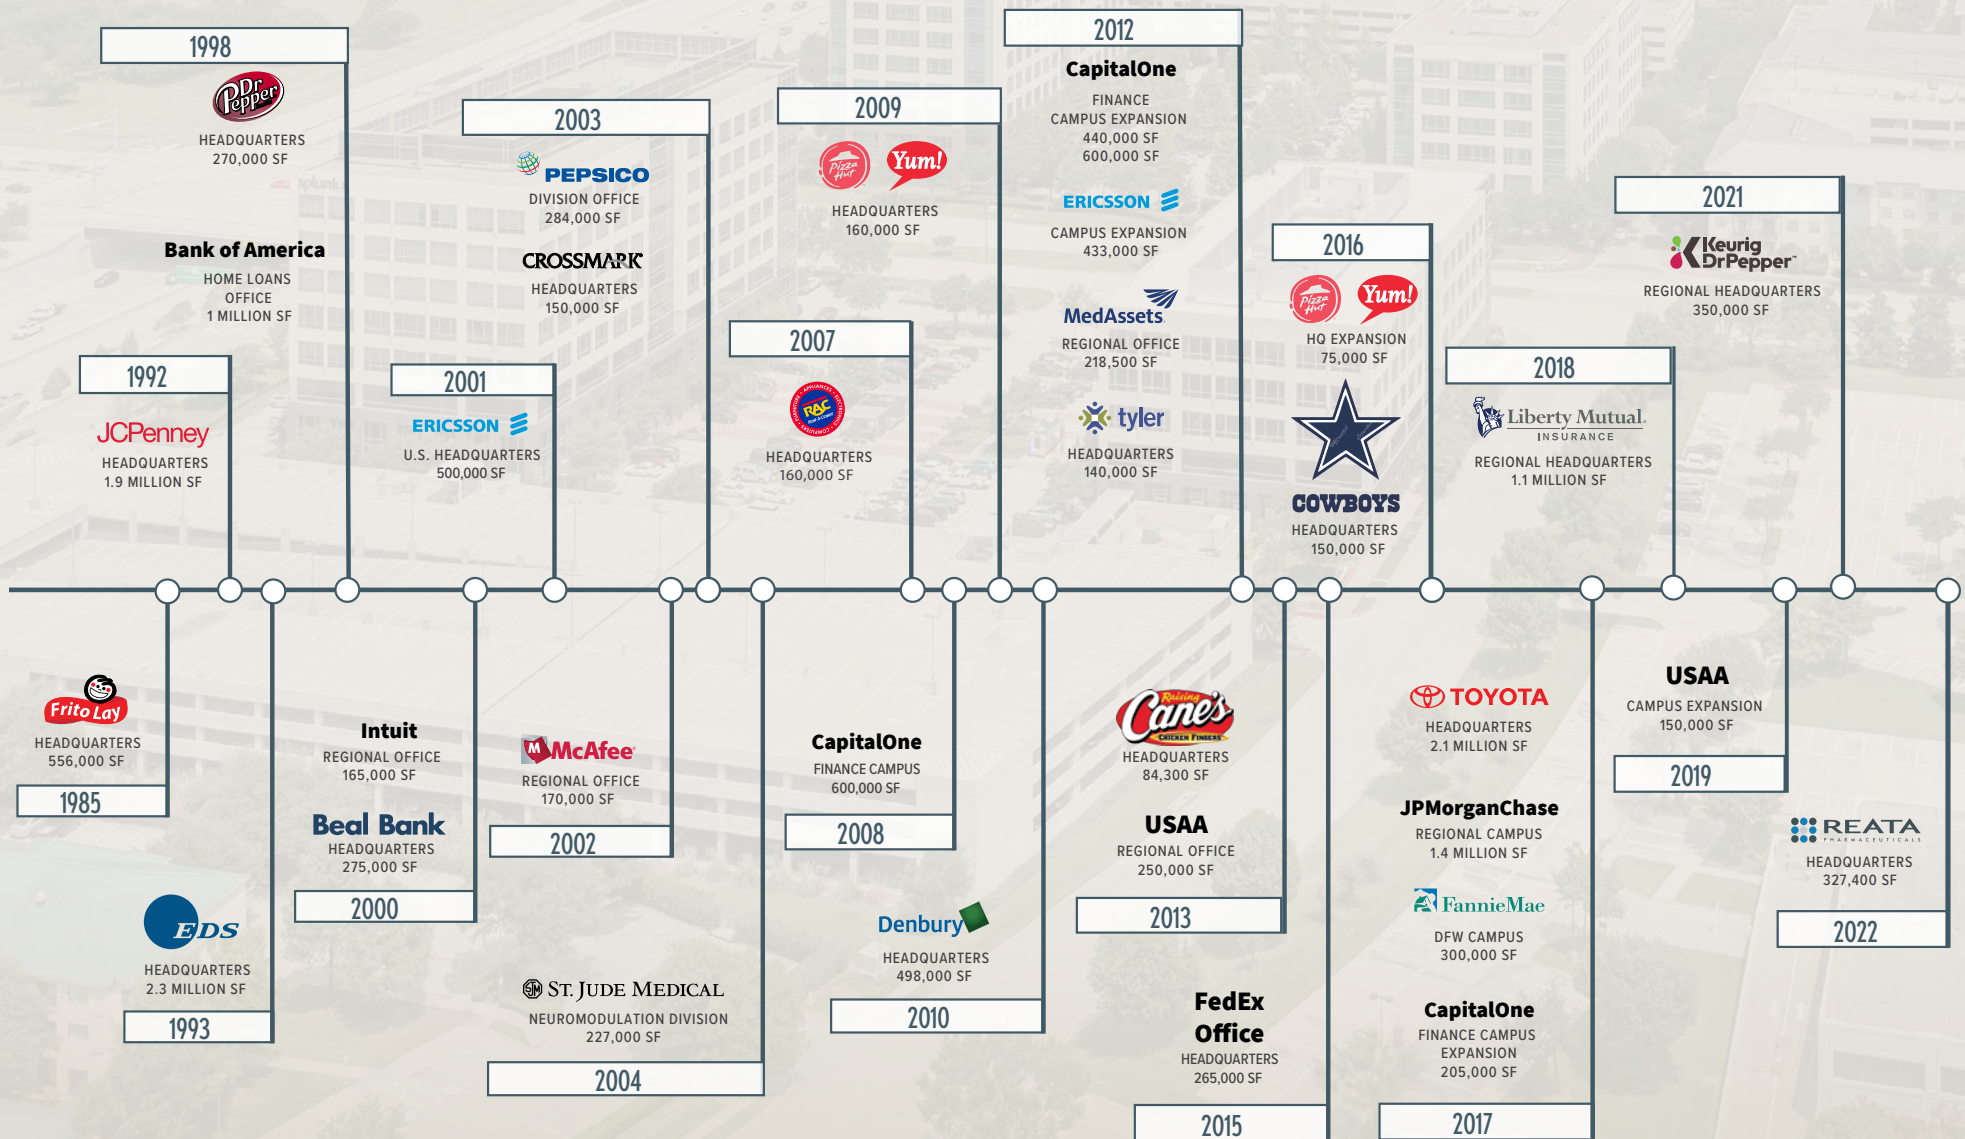 1998
Dr Pepper
HEADQUARTERS
270,000 SF
Bank of America
HOME LOANS
OFFICE
1 MILLION SF
1992
JCPenney
HEADQUARTERS
1.9 MILLION SF
2003
PEPSICO
DIVISION OFFICE
284,000 SF
CROSSMARK
HEADQUARTERS
150,000 SF
2001
ERICSSON
U.S. HEADQUARTERS
500,000 SF
2009
Pizza Hut
Yum!
HEADQUARTERS
160,000 SF
2007
RAC
HEADQUARTERS
160,000 SF
2012
CapitalOne
FINANCE
CAMPUS EXPANSION
440,000 SF
600,000 SF
ERICSSON
CAMPUS EXPANSION
433,000 SF
MedAssets
REGIONAL OFFICE
218,500 SF
tyler
HEADQUARTERS
140,000 SF
2016
Pizza Hut
Yum!
HQ EXPANSION
75,000 SF
COWBOYS
HEADQUARTERS
150,000 SF
2018
Liberty Mutual.
INSURANCE
REGIONAL HEADQUARTERS
1.1 MILLION SF
2021
Keurig
DrPepper
REGIONAL HEADQUARTERS
350,000 SF
Frito Lay
HEADQUARTERS
556,000 SF
1985
EDS
HEADQUARTERS
2.3 MILLION SF
1993
Intuit
REGIONAL OFFICE
165,000 SF
Beal Bank
HEADQUARTERS
275,000 SF
2000
McAfee
REGIONAL OFFICE
170,000 SF
2002
ST. JUDE MEDICAL
NEUROMODULATION DIVISION
227,000 SF
2004
CapitalOne
FINANCE CAMPUS
600,000 SF
2008
Denbury
HEADQUARTERS
498,000 SF
2010
Raising
Cane's
CHICKEN FINGERS
HEADQUARTERS
84,300 SF
USAA
REGIONAL OFFICE
250,000 SF
2013
FedEx
Office
HEADQUARTERS
265,000 SF
2015
TOYOTA
HEADQUARTERS
2.1 MILLION SF
JPMorganChase
REGIONAL CAMPUS
1.4 MILLION SF
FannieMae
DFW CAMPUS
300,000 SF
CapitalOne
FINANCE CAMPUS
EXPANSION
205,000 SF
2017
USAA
CAMPUS EXPANSION
150,000 SF
2019
REATA
PHARMACEUTICALS
HEADQUARTERS
327,400 SF
2022